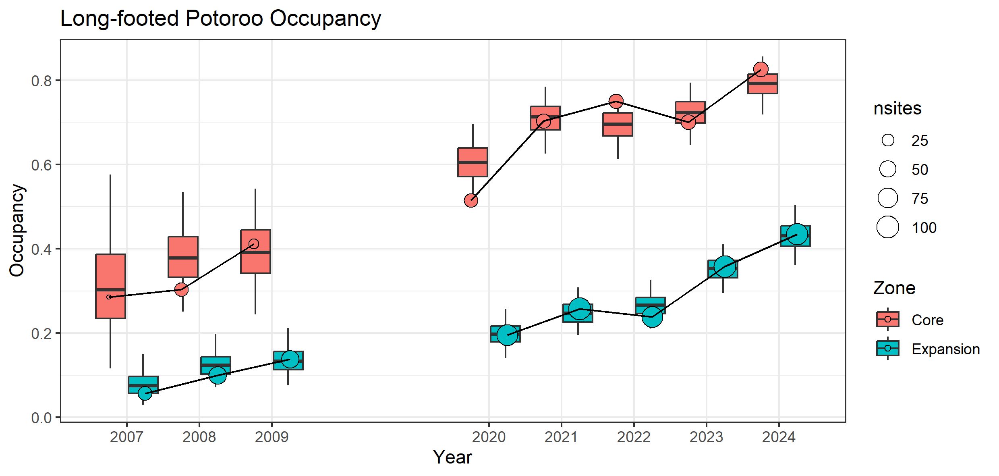 Long-footed Potoroo Occupancy
0.8
0.6
0.4
0.2
0.0
Occupancy
2007 2008 2009 2020 2021 2022 2023 2024
Year
nsites
25
50
75
100
Zone
Core
Expansion